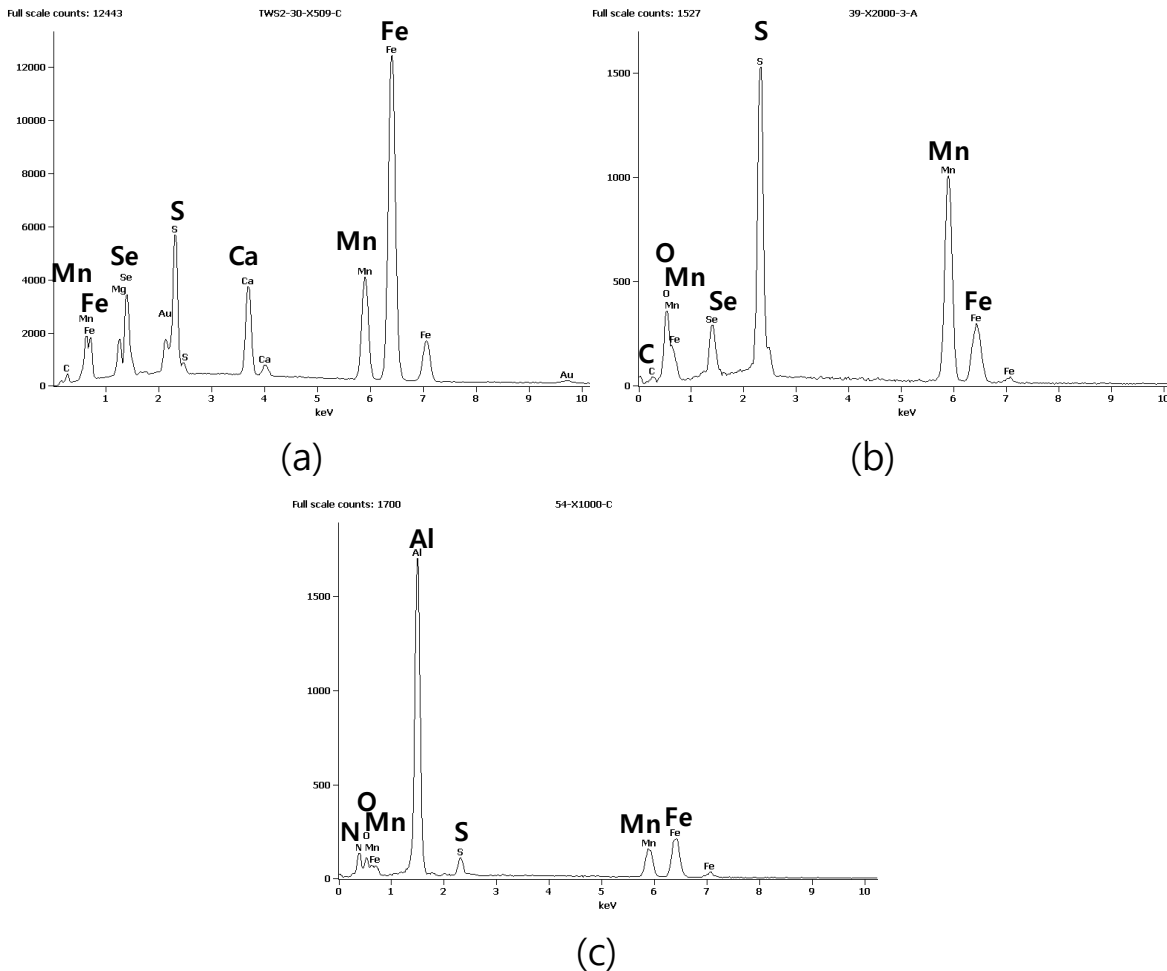 Full scale counts: 12443
TWS2-30-X509-C
12000
10000
8000
6000
4000
2000
0
Mn
Mn
Fe
Fe
C
Se
Se
Mg
S
S
Au
S
Ca
Ca
Ca
Mn
Mn
Fe
Fe
Fe
Au
1 2 3 4 5 6 7 8 9 10
keV
(a)
Full scale counts: 1527
39-X2000-3-A
1500
1000
500
0
C
C
O
O
Mn
Mn
Fe
Se
Se
S
S
Mn
Mn
Fe
Fe
Fe
0 1 2 3 4 5 6 7 8 9 10
keV
(b)
Full scale counts: 1700
54-X1000-C
1500
1000
500
0
N
N
O
O
Mn
Mn
Fe
Al
Al
S
S
Mn
Mn
Fe
Fe
Fe
0 1 2 3 4 5 6 7 8 9 10
keV
(c)